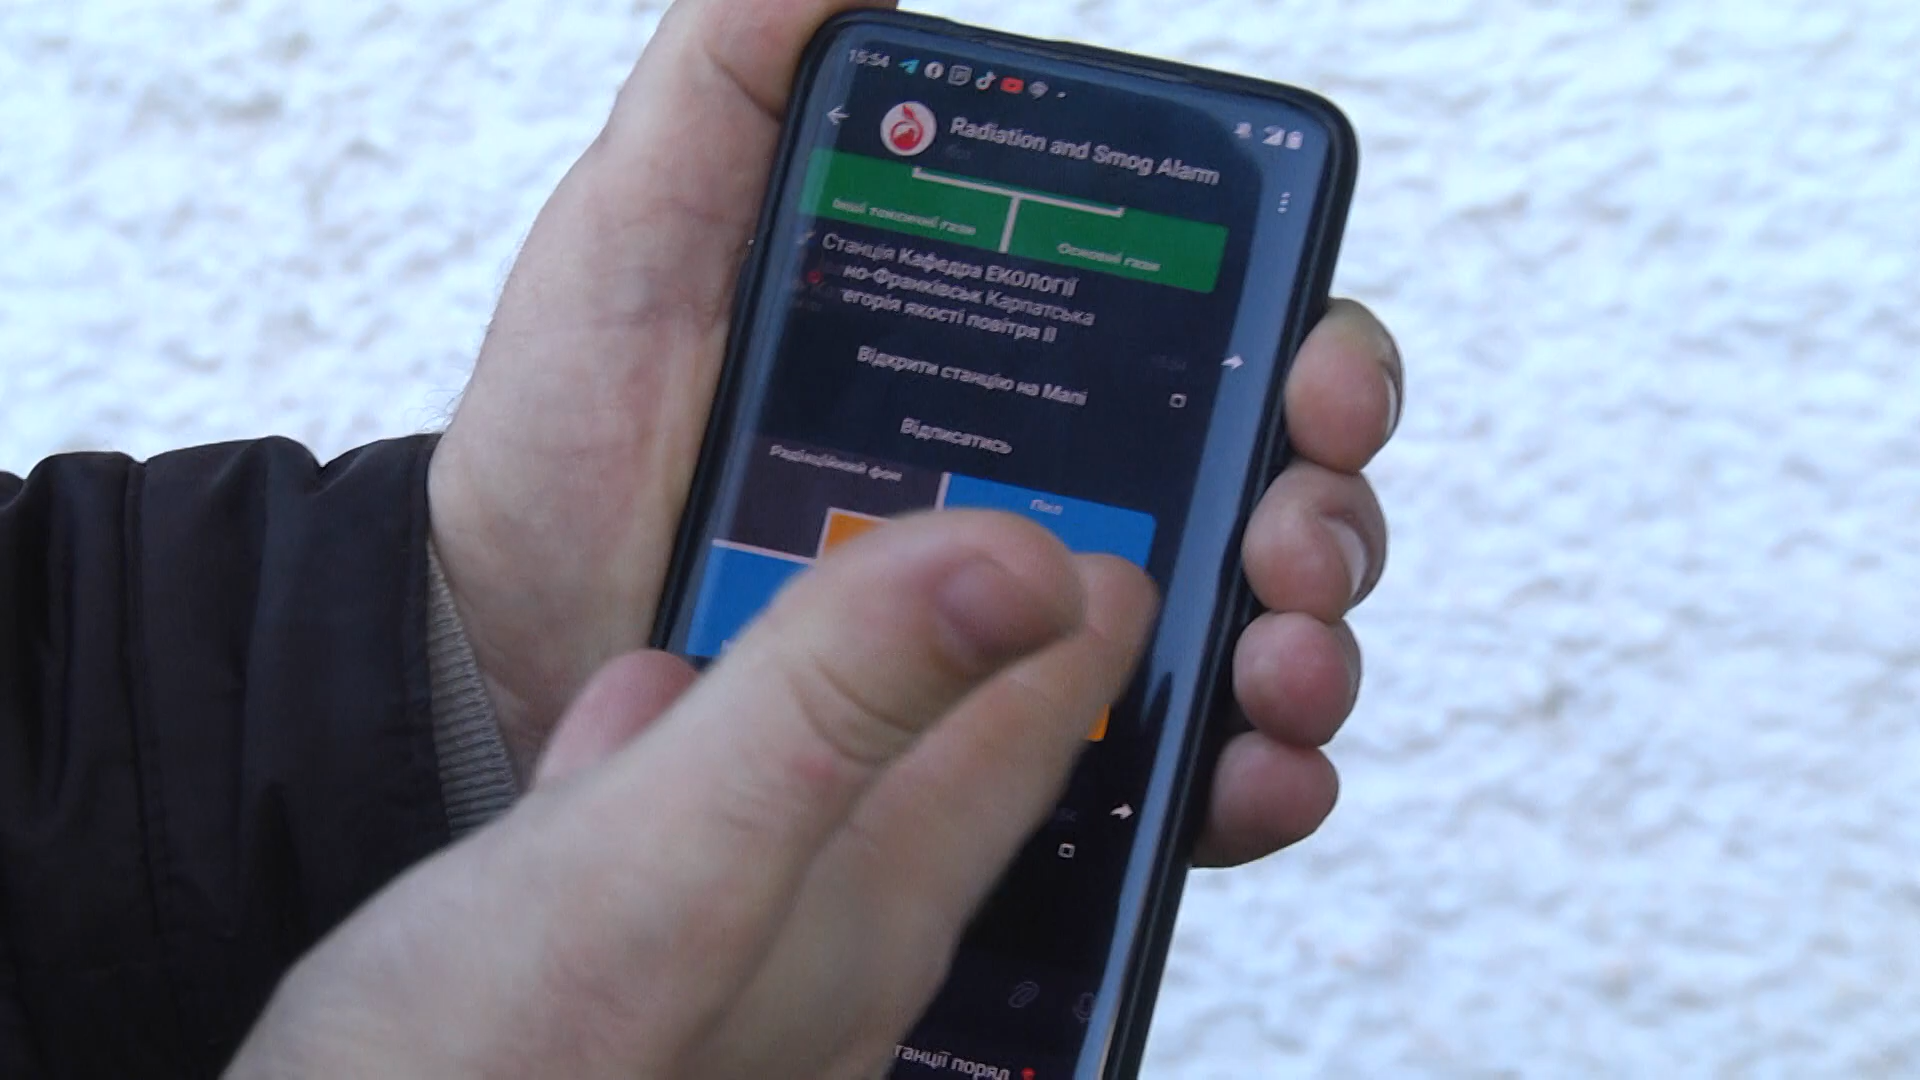 15:54
Radiation and Smog Alarm
Інші токсичні гази
Основні гази
Станція Кафедра ЕКОЛОГІЇ
но-Франківськ Карпатська
егорія якості повітря II
Відкрити станцію на Мапі
Відписатись
Радіаційний фон
Пил
танції поряд